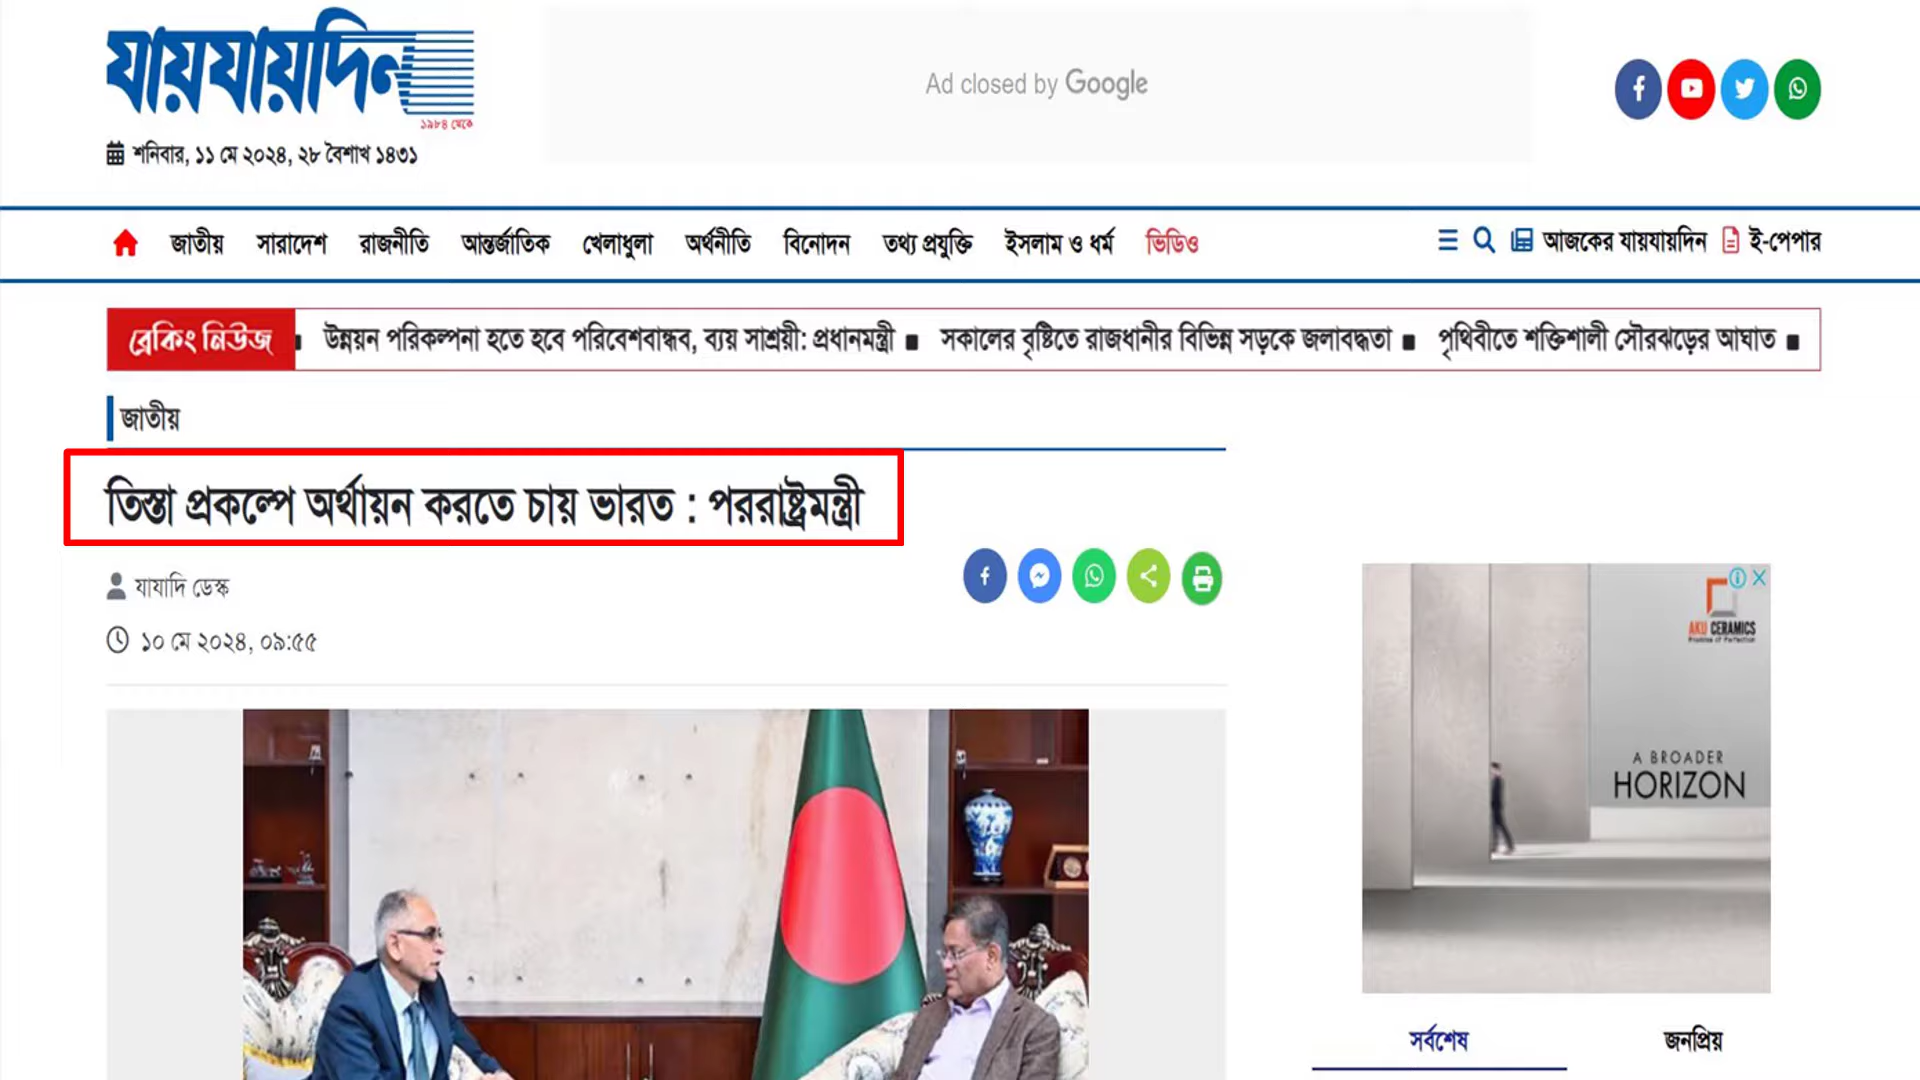 যায়যায়দিন
১৯৮৪ থেকে
শনিবার, ১১ মে ২০২৪, ২৮ বৈশাখ ১৪৩১
Ad closed by Google
জাতীয় সারাদেশ রাজনীতি আন্তর্জাতিক খেলাধুলা অর্থনীতি বিনোদন তথ্য প্রযুক্তি ইসলাম ও ধর্ম ভিডিও আজকের যায়যায়দিন ই-পেপার
ব্রেকিং নিউজ উন্নয়ন পরিকল্পনা হতে হবে পরিবেশবান্ধব, ব্যয় সাশ্রয়ী: প্রধানমন্ত্রী ■ সকালের বৃষ্টিতে রাজধানীর বিভিন্ন সড়কে জলাবদ্ধতা ■ পৃথিবীতে শক্তিশালী সৌরঝড়ের আঘাত ■
জাতীয়
তিস্তা প্রকল্পে অর্থায়ন করতে চায় ভারত : পররাষ্ট্রমন্ত্রী
যাযাদি ডেস্ক
১০ মে ২০২৪, ০৯:৫৫
AKU CERAMICS
A BROADER
HORIZON
সর্বশেষ জনপ্রিয়